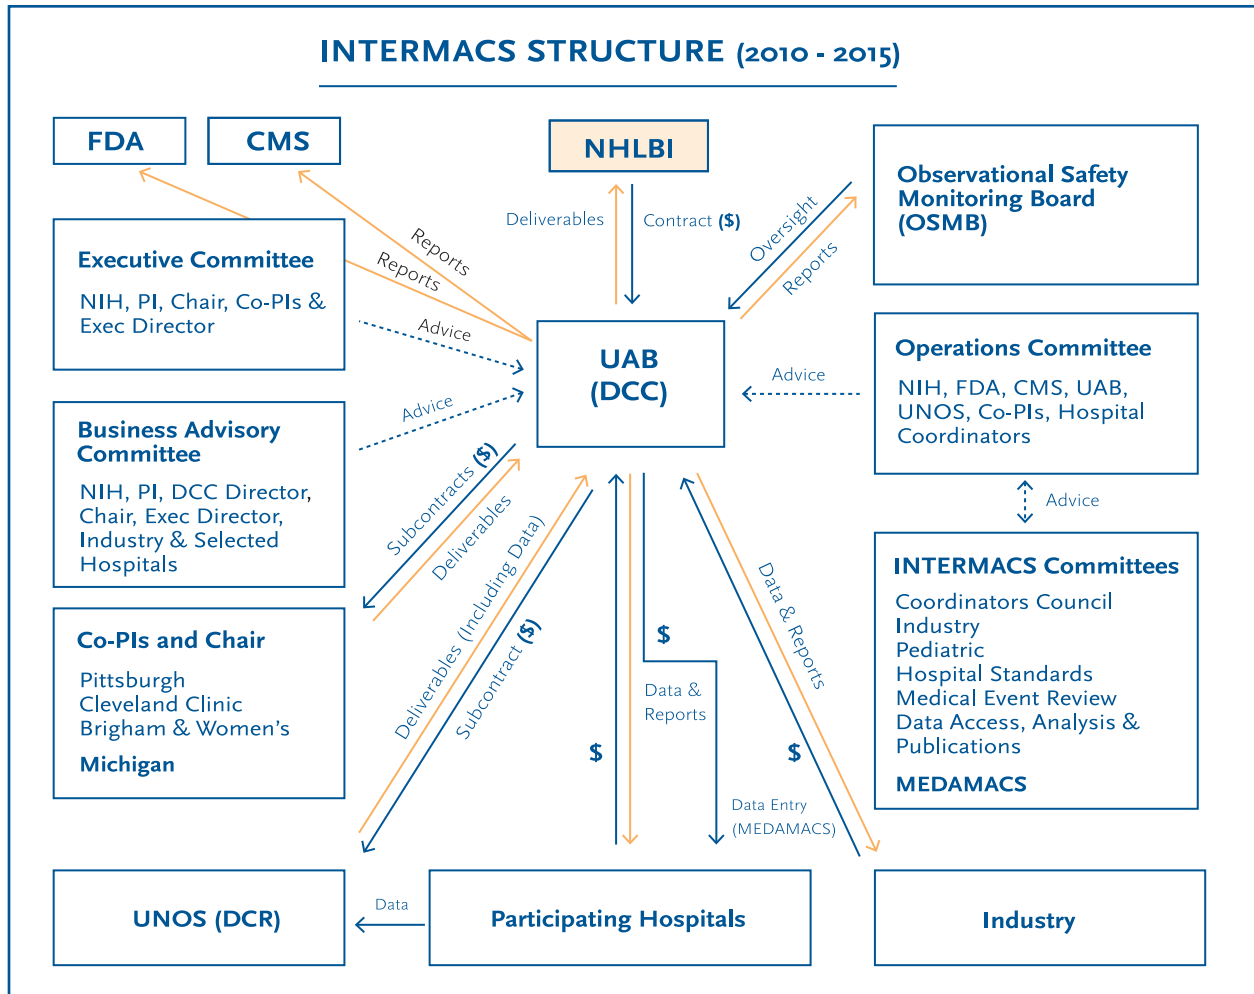 INTERMACS STRUCTURE (2010 - 2015)
FDA
CMS
NHLBI
Observational Safety
Monitoring Board
(OSMB)
Deliverables
Contract ($)
Oversight
Reports
Reports
Reports
Executive Committee
NIH, PI, Chair, Co-PIs &
Exec Director
Advice
UAB
(DCC)
Advice
Operations Committee
NIH, FDA, CMS, UAB,
UNOS, Co-PIs, Hospital
Coordinators
Business Advisory
Committee
NIH, PI, DCC Director,
Chair, Exec Director,
Industry & Selected
Hospitals
Advice
Subcontracts ($)
Deliverables
Advice
Co-PIs and Chair
Pittsburgh
Cleveland Clinic
Brigham & Women's
Michigan
Deliverables (Including Data)
Subcontract ($)
$
$
Data &
Reports
Data Entry
(MEDAMACS)
Data & Reports
$
INTERMACS Committees
Coordinators Council
Industry
Pediatric
Hospital Standards
Medical Event Review
Data Access, Analysis &
Publications
MEDAMACS
UNOS (DCR)
Data
Participating Hospitals
Industry